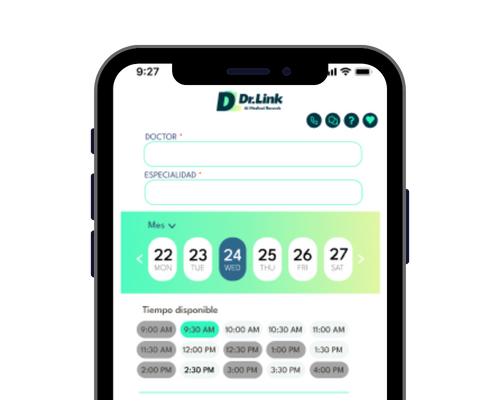 9:27
Dr.Link
AI Medical Records
DOCTOR *
ESPECIALIDAD *
Mes
22 23 24 25 26 27
MON TUE WED THU FRI SAT
Tiempo disponible
9:00 AM 9:30 AM 10:00 AM 10:30 AM 11:00 AM
11:30 AM 12:00 PM 12:30 PM 1:00 PM 1:30 PM
2:00 PM 2:30 PM 3:00 PM 3:30 PM 4:00 PM